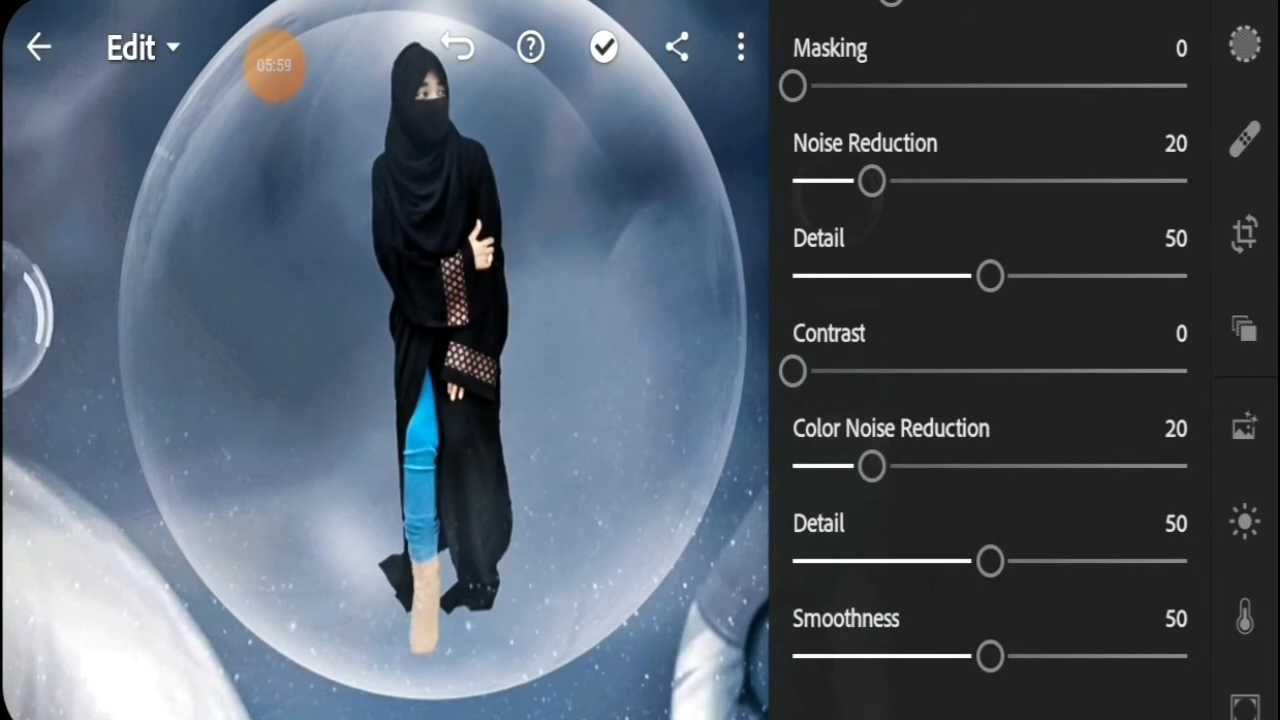 Edit
05:59
Masking 0
Noise Reduction 20
Detail 50
Contrast 0
Color Noise Reduction 20
Detail 50
Smoothness 50